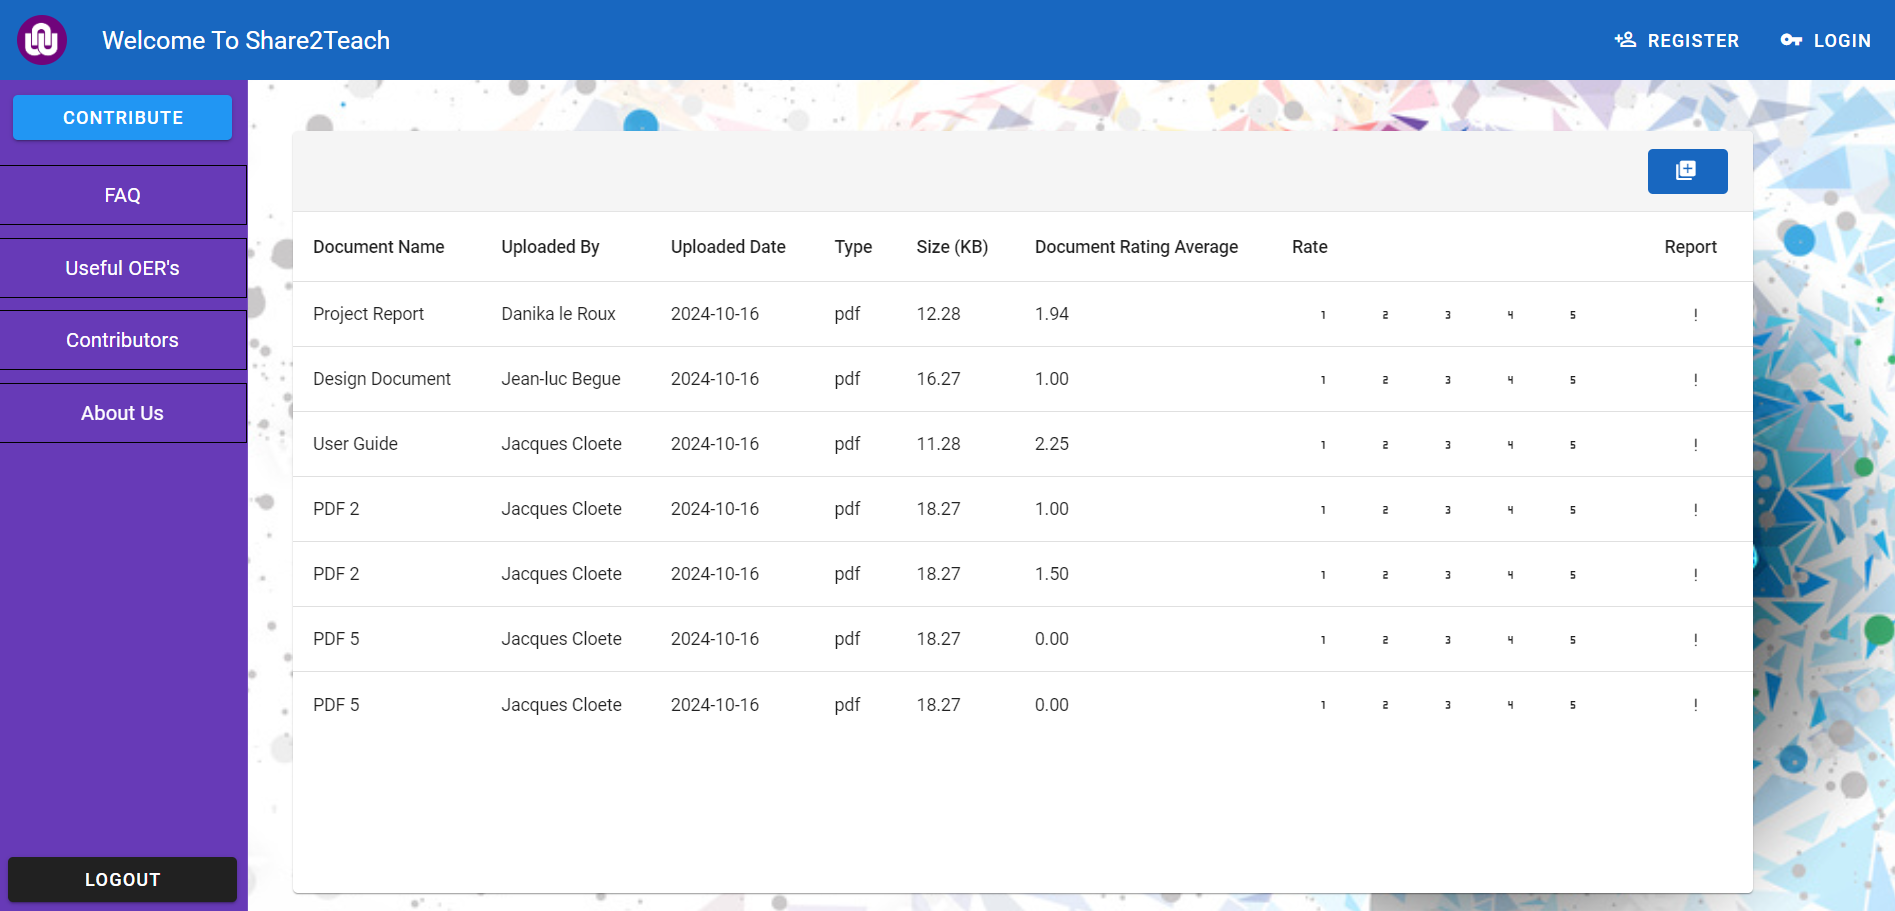 Welcome To Share2Teach
REGISTER
LOGIN
CONTRIBUTE
FAQ
Useful OER's
Contributors
About Us
LOGOUT
Document Name Uploaded By Uploaded Date Type Size (KB) Document Rating Average Rate Report
Project Report Danika le Roux 2024-10-16 pdf 12.28 1.94 1 2 3 4 5 !
Design Document Jean-luc Begue 2024-10-16 pdf 16.27 1.00 1 2 3 4 5 !
User Guide Jacques Cloete 2024-10-16 pdf 11.28 2.25 1 2 3 4 5 !
PDF 2 Jacques Cloete 2024-10-16 pdf 18.27 1.00 1 2 3 4 5 !
PDF 2 Jacques Cloete 2024-10-16 pdf 18.27 1.50 1 2 3 4 5 !
PDF 5 Jacques Cloete 2024-10-16 pdf 18.27 0.00 1 2 3 4 5 !
PDF 5 Jacques Cloete 2024-10-16 pdf 18.27 0.00 1 2 3 4 5 !